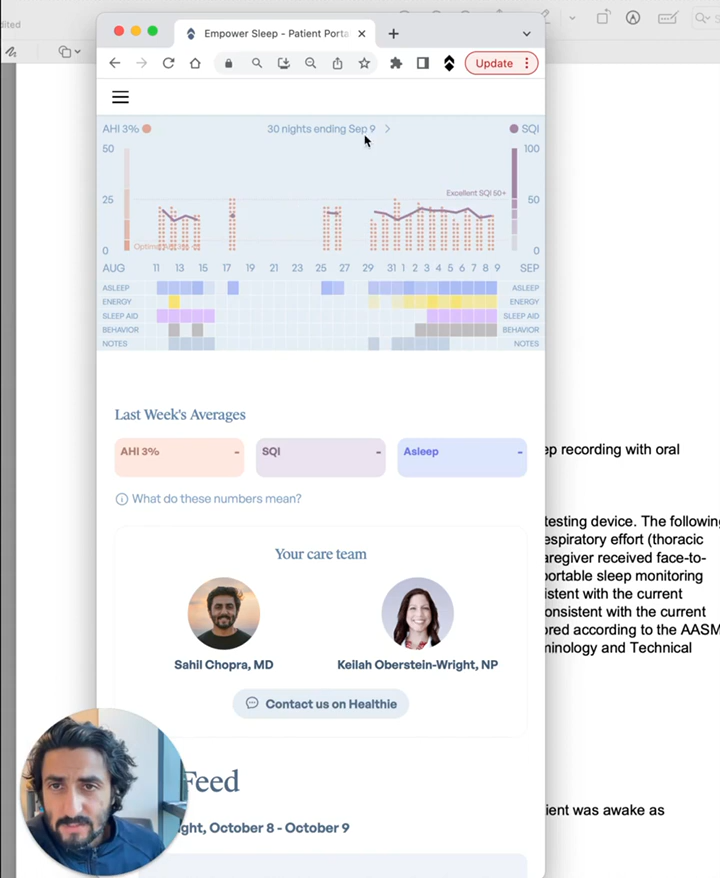 dited
Empower Sleep - Patient Porta
Update
AHI 3%
30 nights ending Sep 9
SQI
50
100
Excellent SQI 50+
25
50
0
0
AUG 11 13 15 17 19 21 23 25 27 29 31 1 2 3 4 5 6 7 8 9 SEP
ASLEEP ASLEEP
ENERGY ENERGY
SLEEP AID SLEEP AID
BEHAVIOR BEHAVIOR
NOTES NOTES
Last Week's Averages
AHI 3% -
SQI -
Asleep -
What do these numbers mean?
Your care team
Sahil Chopra, MD
Keilah Oberstein-Wright, NP
Contact us on Healthie
Feed
ght, October 8 - October 9
ep recording with oral
testing device. The following
espiratory effort (thoracic
aregiver received face-to-
portable sleep monitoring
istent with the current
onsistent with the current
ored according to the AASM
minology and Technical
ient was awake as